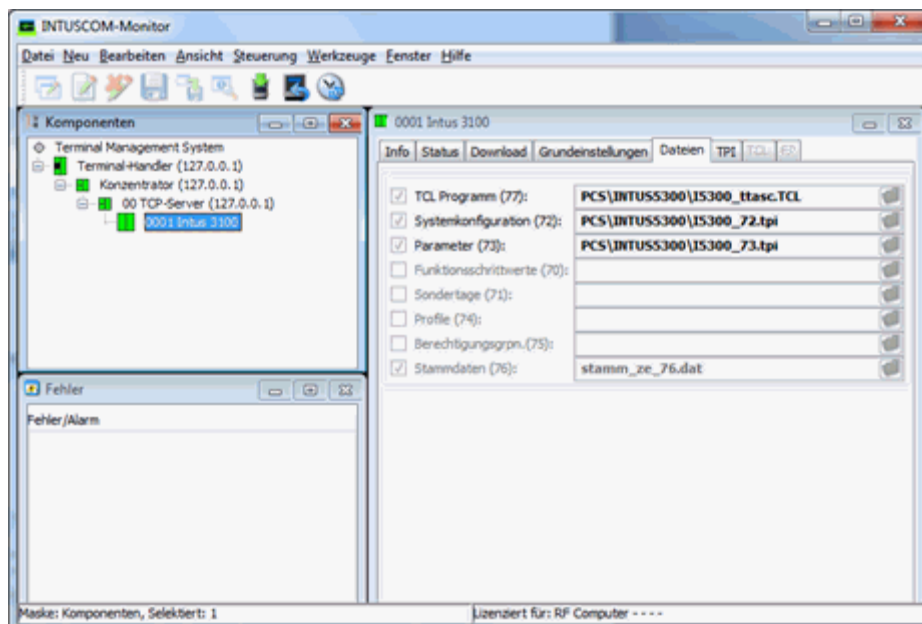 INTUSCOM-Monitor
Datei Neu Bearbeiten Ansicht Steuerung Werkzeuge Fenster Hilfe
Komponenten
Terminal Management System
Terminal-Handler (127.0.0.1)
Konzentrator (127.0.0.1)
00 TCP-Server (127.0.0.1)
0001 Intus 3100
Fehler
Fehler/Alarm
0001 Intus 3100
Info Status Download Grundeinstellungen Dateien TPI TCL
TCL Programm (77): PCS\INTUS5300\I5300_ttasc.TCL
Systemkonfiguration (72): PCS\INTUS5300\I5300_72.tpi
Parameter (73): PCS\INTUS5300\I5300_73.tpi
Funktionsschrittwerte (70):
Sondertage (71):
Profile (74):
Berechtigungsgrpn.(75):
Stammdaten (76): stamm_ze_76.dat
Maske: Komponenten, Selektiert: 1
Lizenziert für: RF Computer - - - -